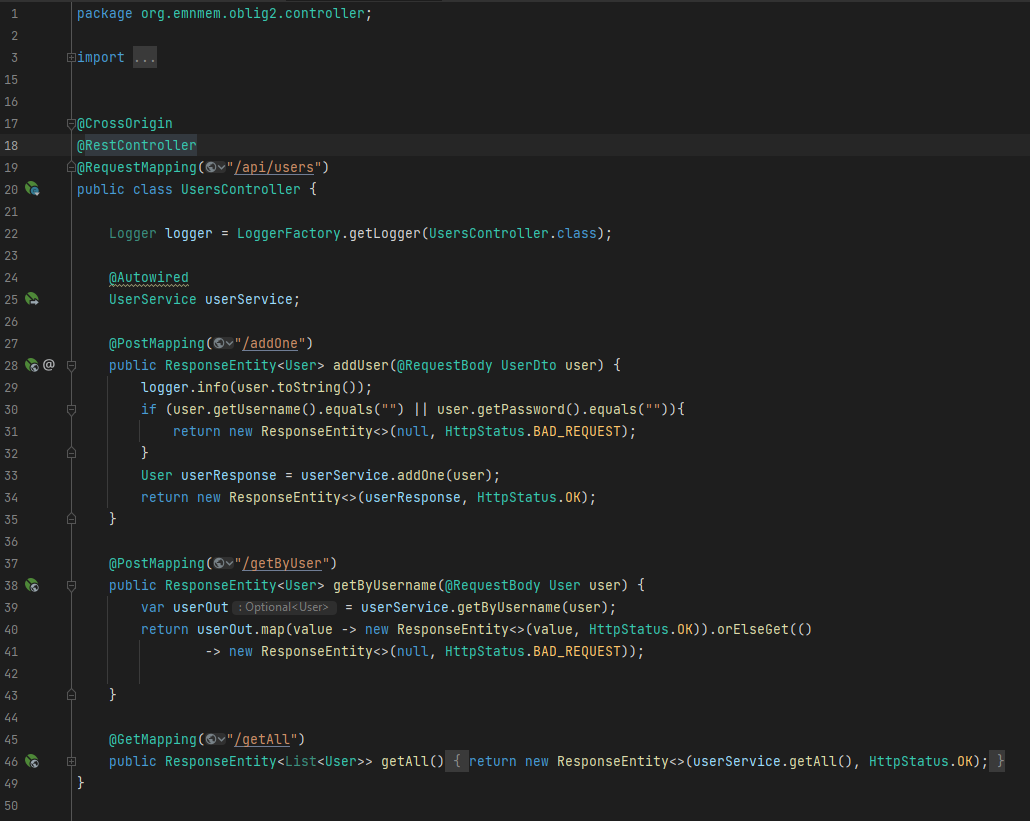 1 package org.emnmem.oblig2.controller;
2
3 import ...
15
16
17 @CrossOrigin
18 @RestController
19 @RequestMapping("/api/users")
20 public class UsersController {
21
22 Logger logger = LoggerFactory.getLogger(UsersController.class);
23
24 @Autowired
25 UserService userService;
26
27 @PostMapping("/addOne")
28 @ public ResponseEntity<User> addUser(@RequestBody UserDto user) {
29 logger.info(user.toString());
30 if (user.getUsername().equals("") || user.getPassword().equals("")){
31 return new ResponseEntity<>(null, HttpStatus.BAD_REQUEST);
32 }
33 User userResponse = userService.addOne(user);
34 return new ResponseEntity<>(userResponse, HttpStatus.OK);
35 }
36
37 @PostMapping("/getByUser")
38 public ResponseEntity<User> getByUsername(@RequestBody User user) {
39 var userOut : Optional<User> = userService.getByUsername(user);
40 return userOut.map(value -> new ResponseEntity<>(value, HttpStatus.OK)).orElseGet(()
41 -> new ResponseEntity<>(null, HttpStatus.BAD_REQUEST));
42
43 }
44
45 @GetMapping("/getAll")
46 public ResponseEntity<List<User>> getAll() { return new ResponseEntity<>(userService.getAll(), HttpStatus.OK); }
49 }
50